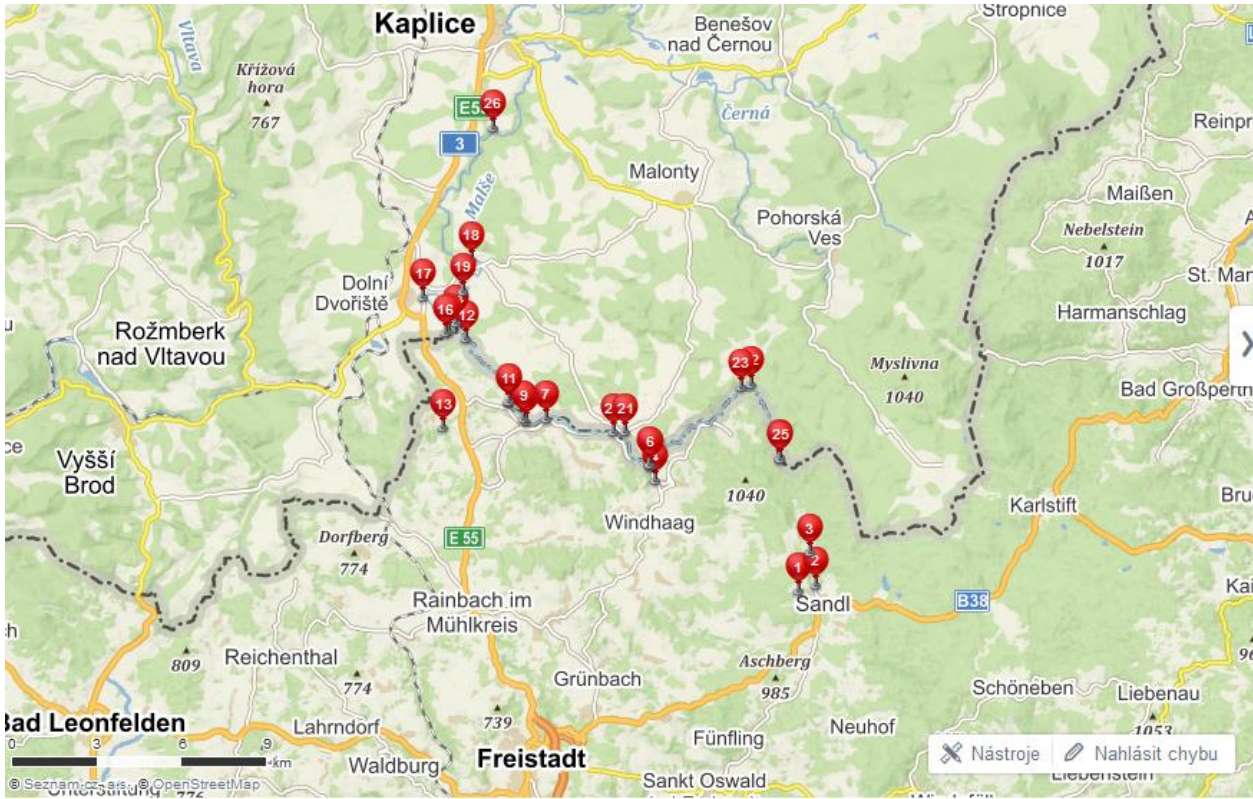 Stropnice
Kaplice
Benešov
nad Černou
Vltava
Křížová
hora
767
E55
26
Černá
3
Reinpr
Malonty
Malše
Maißen
Pohorská
Ves
Nebelstein
1017
18
17
19
Dolní
Dvořiště
St. Mar
Harmanschlag
16
12
Rožmberk
nad Vltavou
Myslivna
1040
23
Bad Großpertn
11
9
7
13
21
25
6
Vyšší
Brod
1040
Karlstift
Windhaag
3
E 55
Dorfberg
774
1
2
Sandl
B38
Rainbach im
Mühlkreis
Reichenthal
809
774
Grünbach
Aschberg
985
Schöneben
Liebenau
1053
Bad Leonfelden
Lahrndorf
739
Neuhof
Fünfling
0 3 6 9
km
Waldburg
Freistadt
Nástroje
Nahlásit chybu
© Seznam.cz, a.s., © OpenStreetMap
Sankt Oswald
Liebenstein